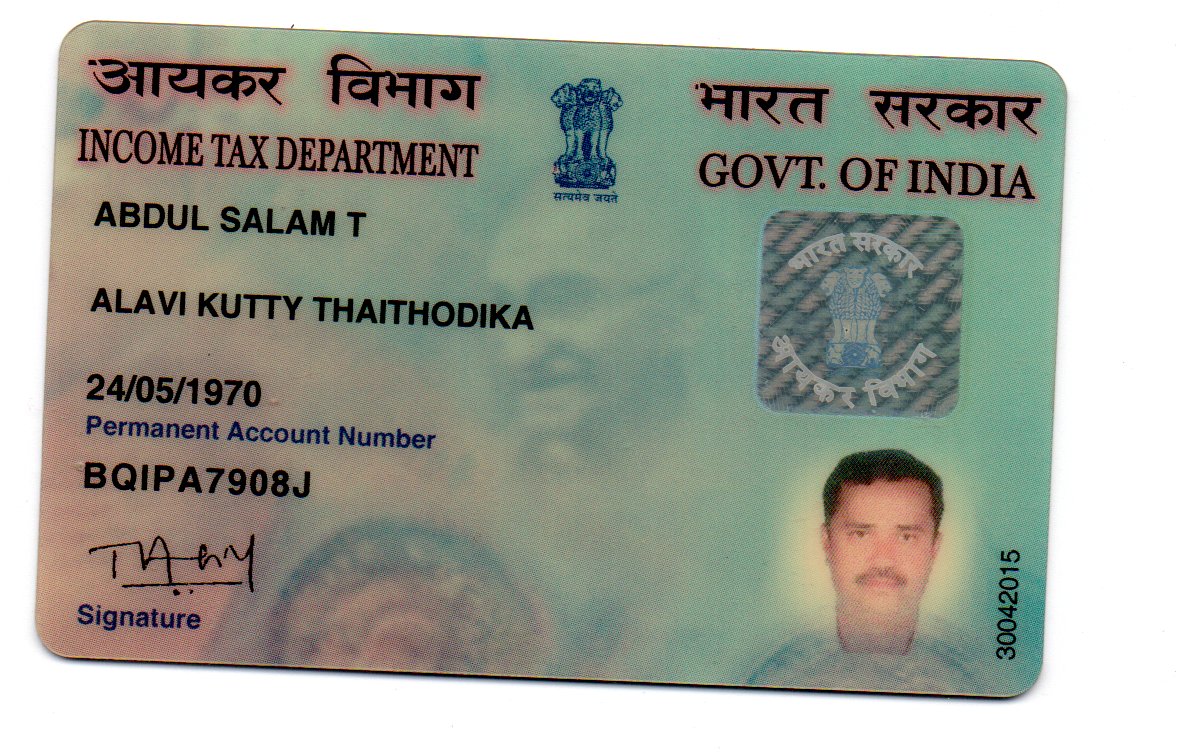 आयकर विभाग
INCOME TAX DEPARTMENT
सत्यमेव जयते
भारत सरकार
GOVT. OF INDIA
ABDUL SALAM T
ALAVI KUTTY THAITHODIKA
24/05/1970
Permanent Account Number
BQIPA7908J
Signature
भारत सरकार
आयकर विभाग
30042015